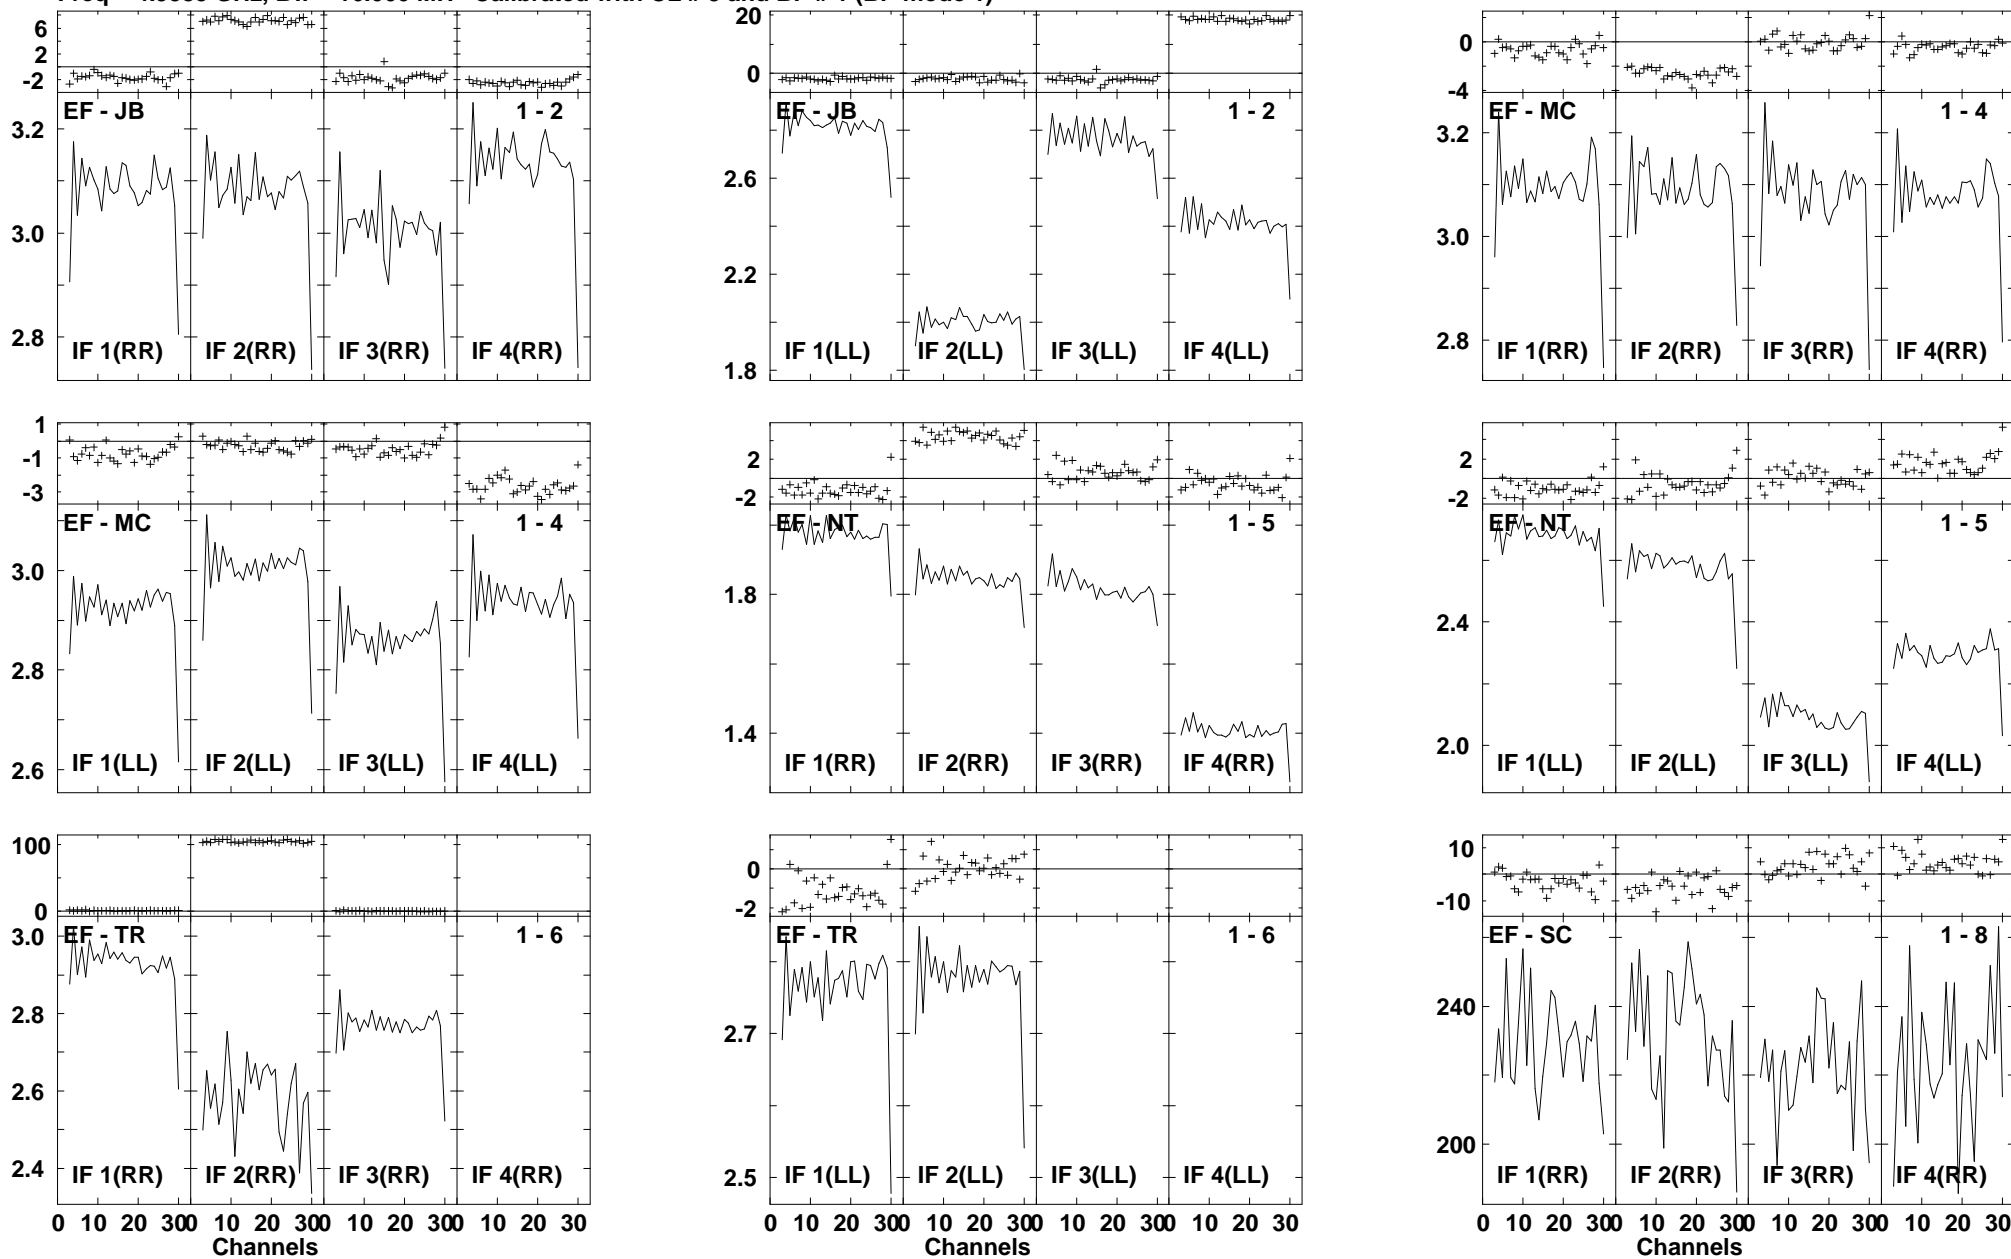 Calibrated with and BP # 1 (BP mode 1)
6
2
-2
EF - JB
1 - 2
3.2
3.0
2.8
IF 1(RR) IF 2(RR) IF 3(RR) IF 4(RR)
20
0
EF - JB
1 - 2
2.6
2.2
1.8
IF 1(LL) IF 2(LL) IF 3(LL) IF 4(LL)
0
-4
EF - MC
1 - 4
3.2
3.0
2.8
IF 1(RR) IF 2(RR) IF 3(RR) IF 4(RR)
1
-1
-3
EF - MC
1 - 4
3.0
2.8
2.6
IF 1(LL) IF 2(LL) IF 3(LL) IF 4(LL)
2
-2
EF - NT
1 - 5
1.8
1.4
IF 1(RR) IF 2(RR) IF 3(RR) IF 4(RR)
2
-2
EF - NT
1 - 5
2.4
2.0
IF 1(LL) IF 2(LL) IF 3(LL) IF 4(LL)
100
0
EF - TR
1 - 6
3.0
2.8
2.6
2.4
IF 1(RR) IF 2(RR) IF 3(RR) IF 4(RR)
0 10 20 30 0 10 20 30 0 10 20 30 0 10 20 30
Channels
0
-2
EF - TR
1 - 6
2.7
2.5
IF 1(LL) IF 2(LL) IF 3(LL) IF 4(LL)
0 10 20 30 0 10 20 30 0 10 20 30 0 10 20 30
Channels
10
-10
EF - SC
1 - 8
240
200
IF 1(RR) IF 2(RR) IF 3(RR) IF 4(RR)
0 10 20 30 0 10 20 30 0 10 20 30 0 10 20 30
Channels